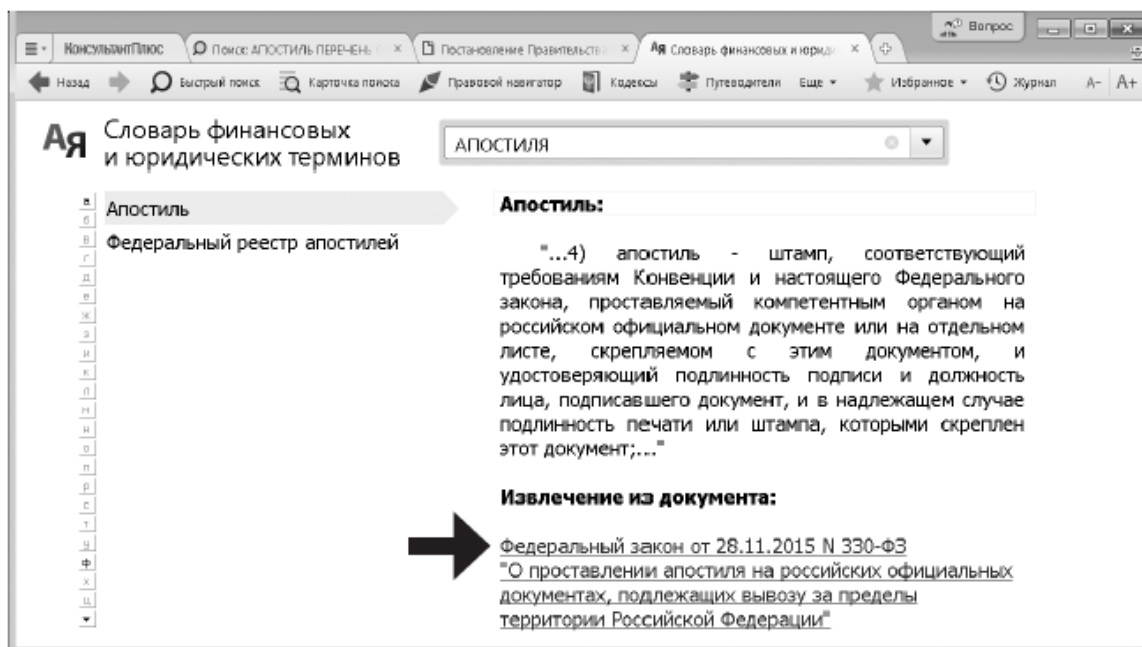 Вопрос
КонсультантПлюс
Поиск: АПОСТИЛЬ ПЕРЕЧЕНЬ
Постановление Правительств
Ая Словарь финансовых и юриди
Назад
Быстрый поиск
Карточка поиска
Правовой навигатор
Кодексы
Путеводители
Еще
Избранное
Журнал
А-
А+
Ая
Словарь финансовых
и юридических терминов
АПОСТИЛЯ
Апостиль
Федеральный реестр апостилей
а
б
в
г
д
е
ж
з
и
к
л
м
н
о
п
р
с
т
у
ф
х
ц
Апостиль:
"...4) апостиль - штамп, соответствующий
требованиям Конвенции и настоящего Федерального
закона, проставляемый компетентным органом на
российском официальном документе или на отдельном
листе, скрепляемом с этим документом, и
удостоверяющий подлинность подписи и должность
лица, подписавшего документ, и в надлежащем случае
подлинность печати или штампа, которыми скреплен
этот документ;..."
Извлечение из документа:
Федеральный закон от 28.11.2015 N 330-ФЗ
"О проставлении апостиля на российских официальных
документах, подлежащих вывозу за пределы
территории Российской Федерации"